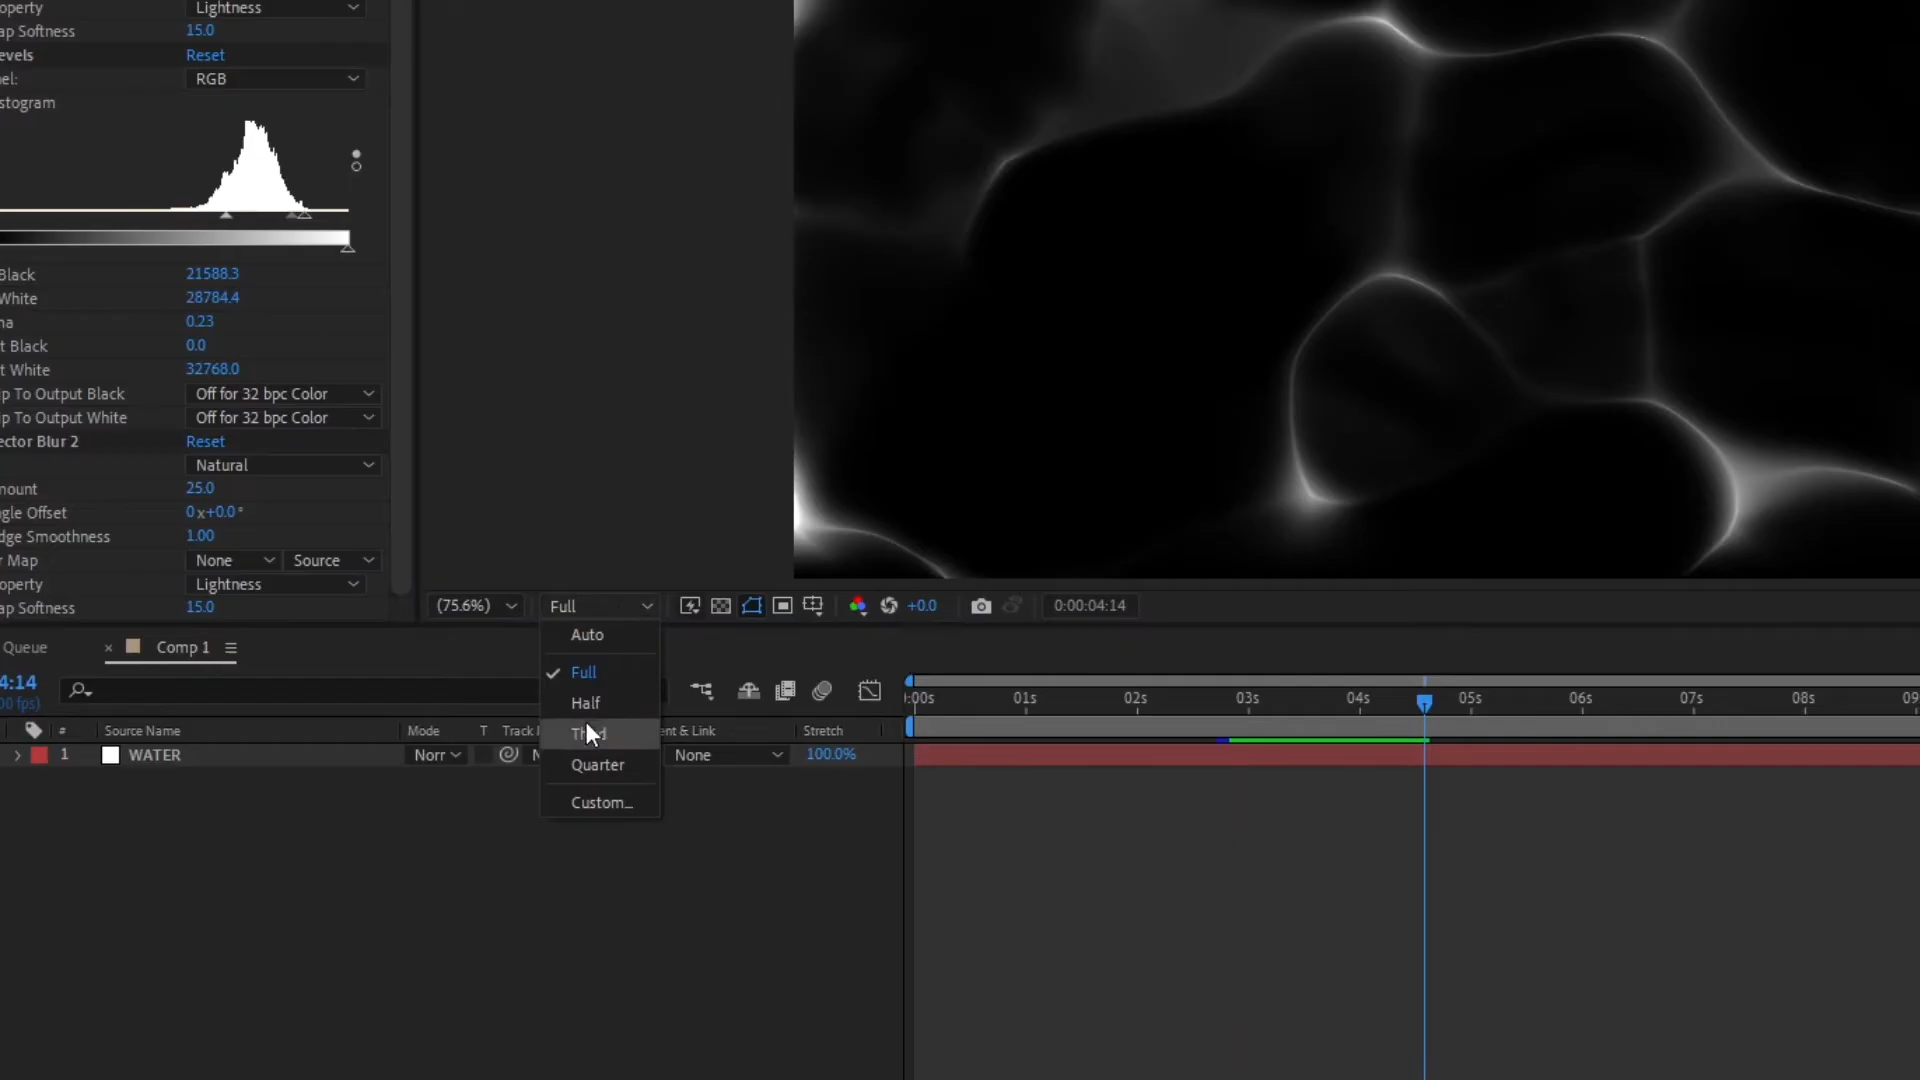 operty Lightness
ap Softness 15.0
evels Reset
el: RGB
stogram
Black 21588.3
White 28784.4
na 0.23
t Black 0.0
t White 32768.0
ip To Output Black Off for 32 bpc Color
ip To Output White Off for 32 bpc Color
ector Blur 2 Reset
Natural
mount 25.0
gle Offset 0x+0.0°
dge Smoothness 1.00
r Map None Source
operty Lightness
ap Softness 15.0
(75.6%) Full +0.0 0:00:04:14
Auto
Full
Half
Quarter
Custom...
Queue × Comp 1
4:14
00 fps)
:00s 01s 02s 03s 04s 05s 06s 07s 08s 09
# Source Name Mode T Track ent & Link Stretch
1 WATER Norr N None 100.0%